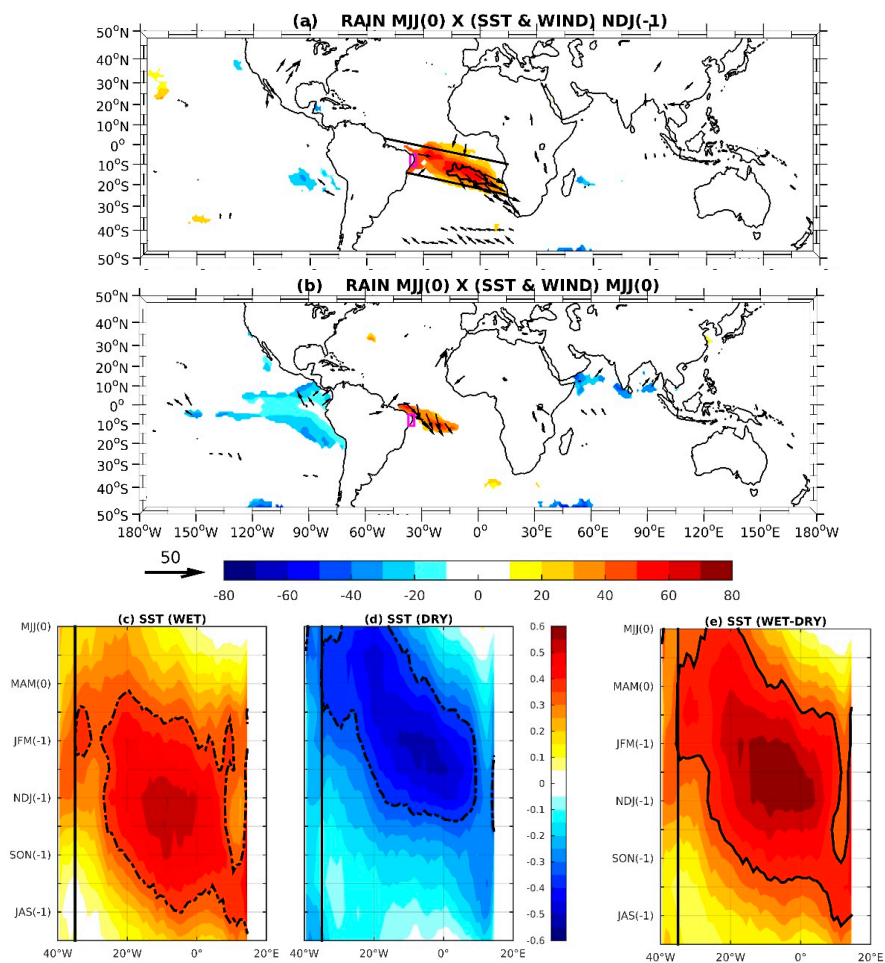 (a) RAIN MJJ(0) X (SST & WIND) NDJ(-1)
50°N
40°N
30°N
20°N
10°N
0°
10°S
20°S
30°S
40°S
50°S
(b) RAIN MJJ(0) X (SST & WIND) MJJ(0)
50°N
40°N
30°N
20°N
10°N
0°
10°S
20°S
30°S
40°S
50°S
180°W 150°W 120°W 90°W 60°W 30°W 0° 30°E 60°E 90°E 120°E 150°E 180°W
50
-80 -60 -40 -20 0 20 40 60 80
(c) SST (WET)
MJJ(0)
MAM(0)
JFM(-1)
NDJ(-1)
SON(-1)
JAS(-1)
40°W 20°W 0° 20°E
(d) SST (DRY)
40°W 20°W 0° 20°E
0.6
0.5
0.4
0.3
0.2
0.1
0
-0.1
-0.2
-0.3
-0.4
-0.5
-0.6
(e) SST (WET-DRY)
MJJ(0)
MAM(0)
JFM(-1)
NDJ(-1)
SON(-1)
JAS(-1)
40°W 20°W 0° 20°E